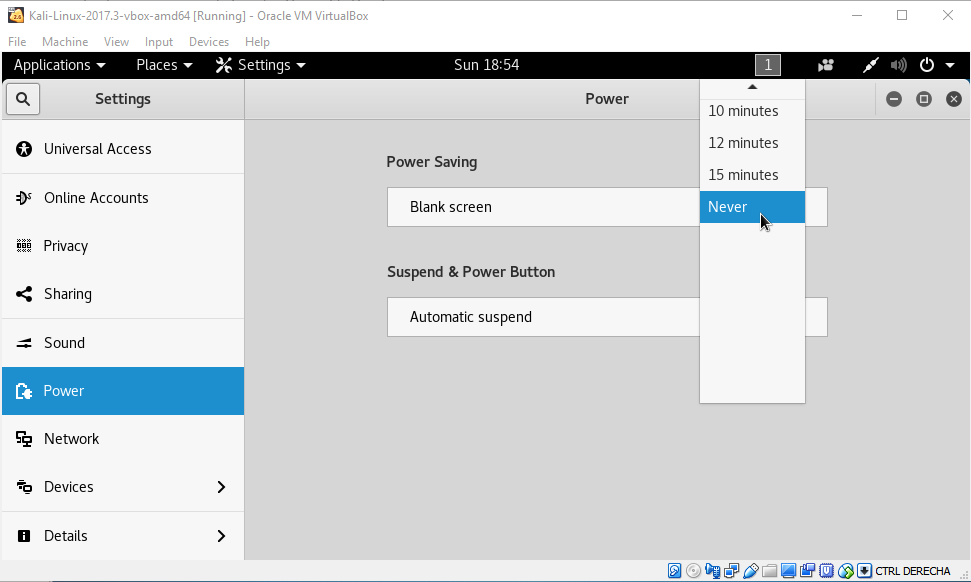 Kali-Linux-2017.3-vbox-amd64 [Running] - Oracle VM VirtualBox
File Machine View Input Devices Help
Applications Places Settings Sun 18:54 1
Settings Power
10 minutes
12 minutes
15 minutes
Never
Universal Access
Online Accounts
Privacy
Sharing
Sound
Power
Network
Devices
Details
Power Saving
Blank screen
Suspend & Power Button
Automatic suspend
CTRL DERECHA